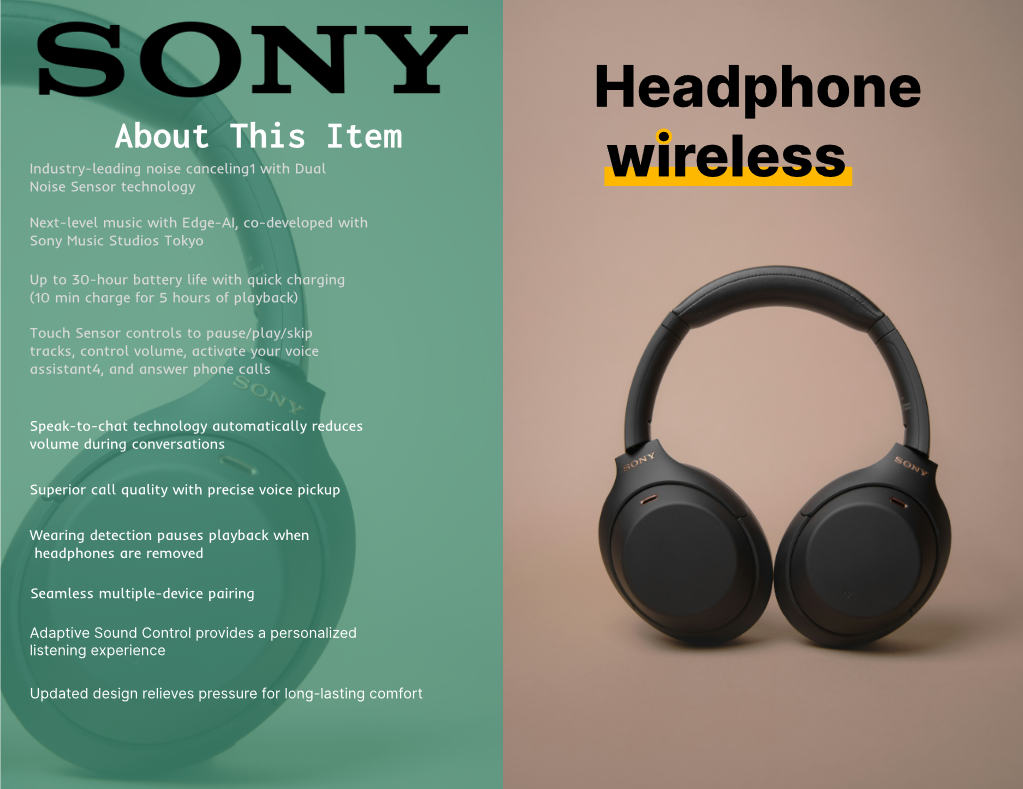 SONY
About This Item
Industry-leading noise canceling1 with Dual
Noise Sensor technology
Next-level music with Edge-AI, co-developed with
Sony Music Studios Tokyo
Up to 30-hour battery life with quick charging
(10 min charge for 5 hours of playback)
Touch Sensor controls to pause/play/skip
tracks, control volume, activate your voice
assistant4, and answer phone calls
SONY
Speak-to-chat technology automatically reduces
volume during conversations
Superior call quality with precise voice pickup
Wearing detection pauses playback when
headphones are removed
Seamless multiple-device pairing
Adaptive Sound Control provides a personalized
listening experience
Updated design relieves pressure for long-lasting comfort
Headphone
wireless
SONY
SONY